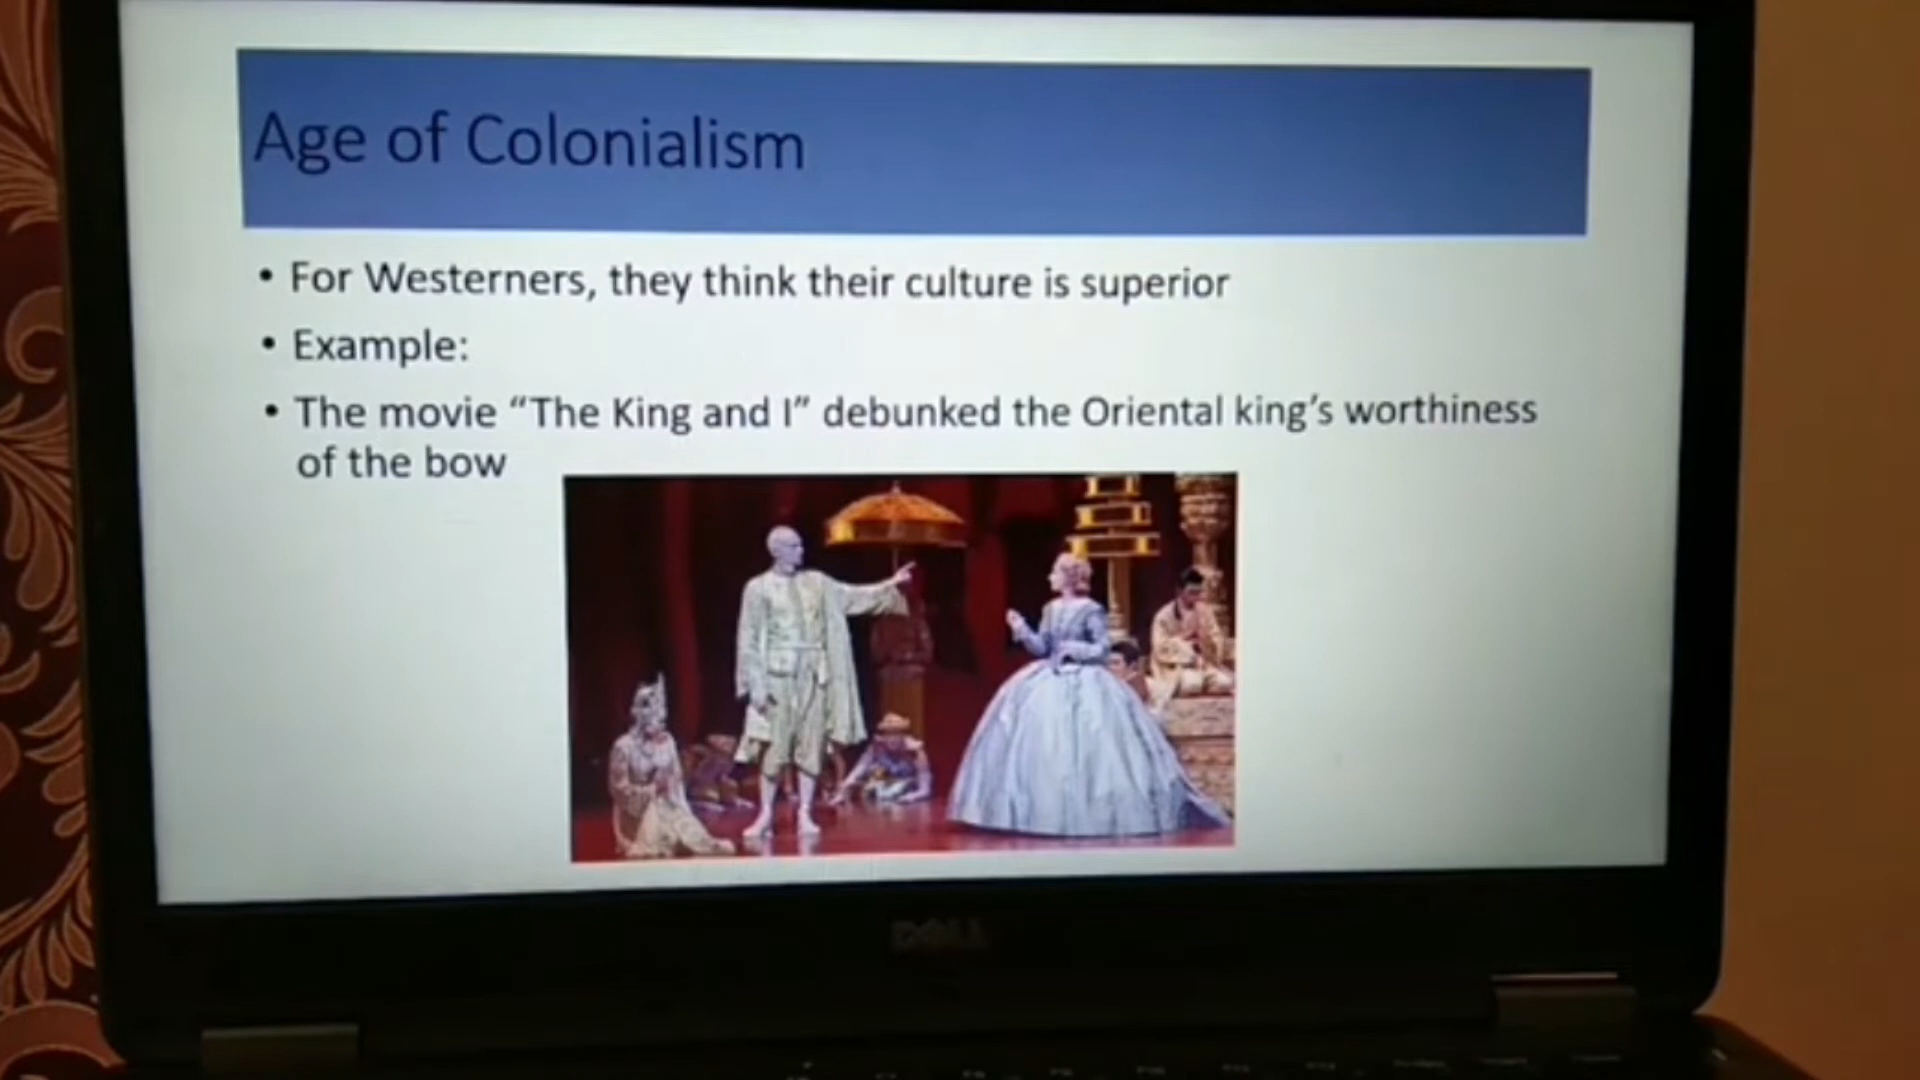 Age of Colonialism
• For Westerners, they think their culture is superior
• Example:
• The movie “The King and I” debunked the Oriental king’s worthiness
of the bow
DELL